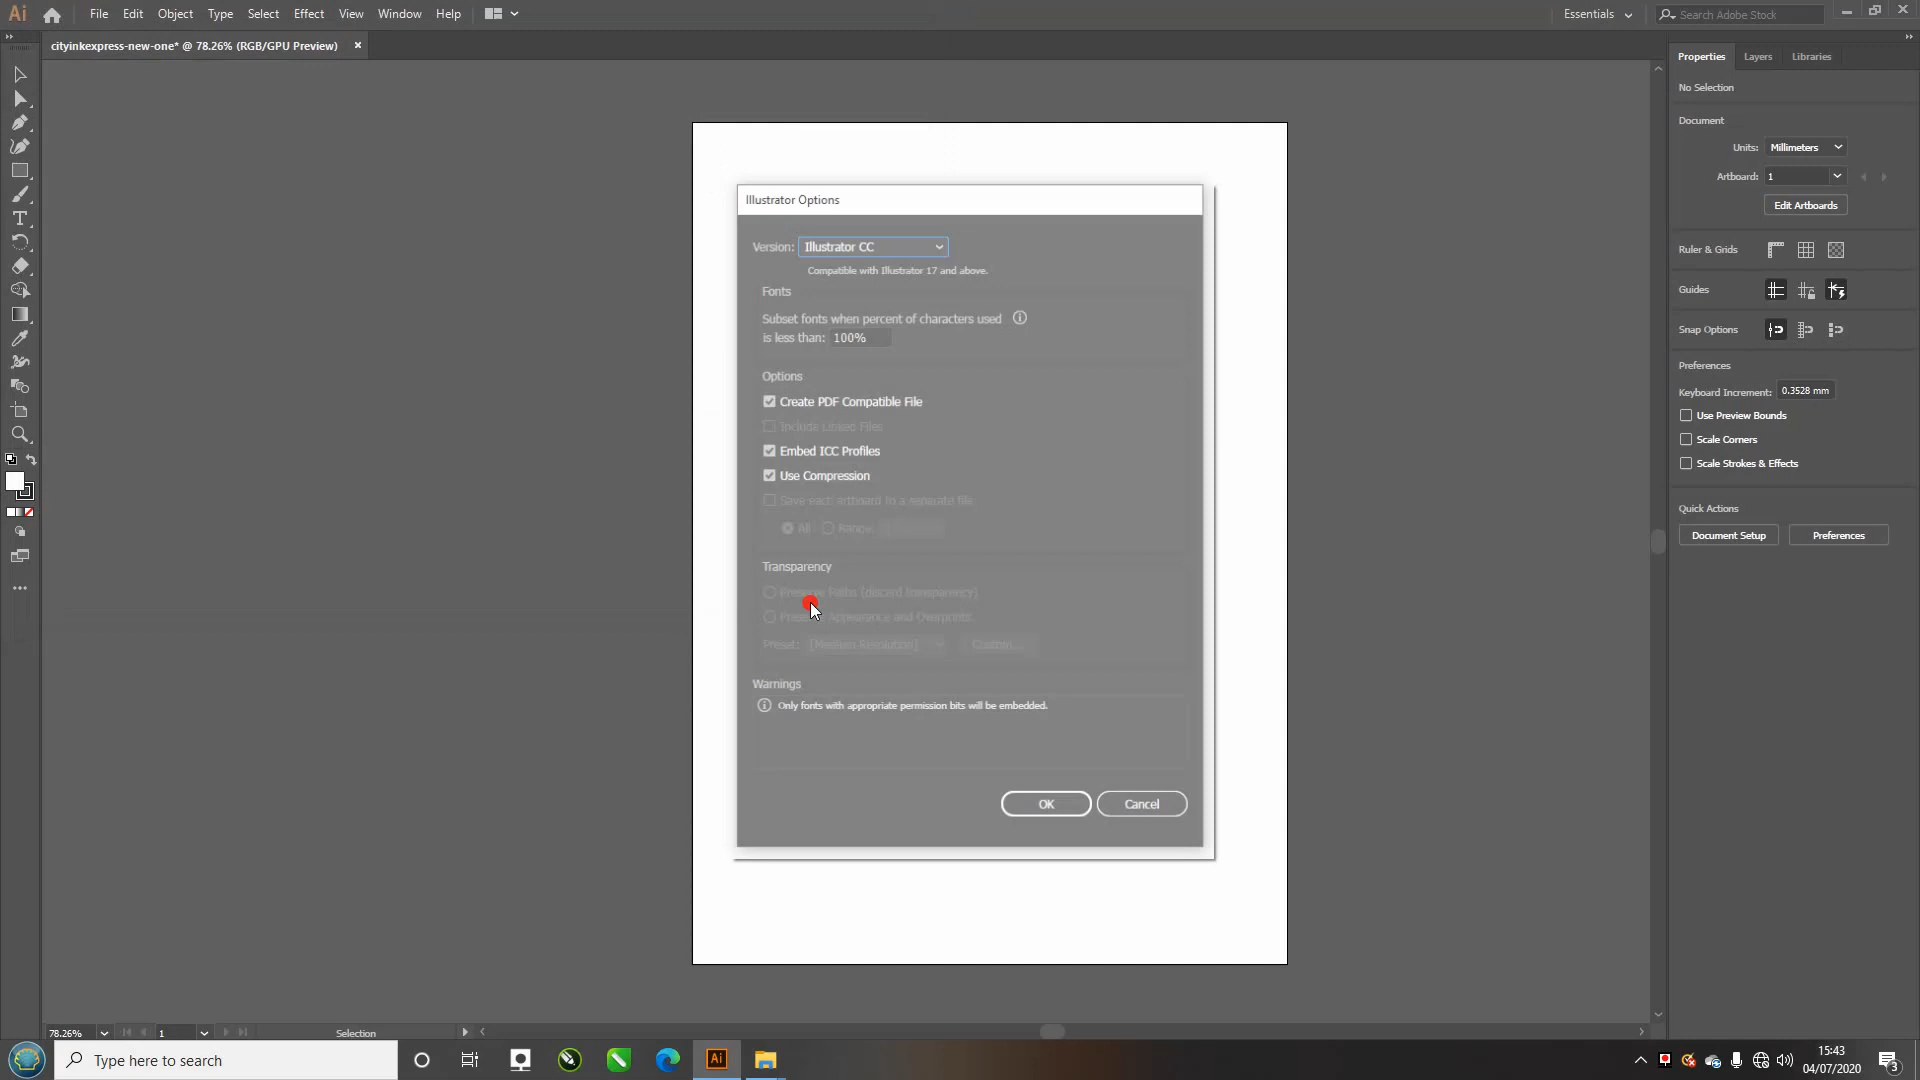 Ai File Edit Object Type Select Effect View Window Help Essentials Search Adobe Stock
cityinkexpress-new-one* @ 78.26% (RGB/GPU Preview) ×
Properties Layers Libraries
No Selection
Document
Units: Millimeters
Artboard: 1
Edit Artboards
Ruler & Grids
Guides
Snap Options
Preferences
Keyboard Increment: 0.3528 mm
Use Preview Bounds
Scale Corners
Scale Strokes & Effects
Quick Actions
Document Setup Preferences
Illustrator Options
Version: Illustrator CC
Compatible with Illustrator 17 and above.
Fonts
Subset fonts when percent of characters used
is less than: 100%
Options
Create PDF Compatible File
Include Linked Files
Embed ICC Profiles
Use Compression
Save each artboard to a separate file
All Range:
Transparency
Preserve Paths (discard transparency)
Appearance and Overprints
Preset: [Medium Resolution] Custom...
Warnings
Only fonts with appropriate permission bits will be embedded.
OK Cancel
78.26% 1 Selection
Type here to search Ai 15:43
04/07/2020 3